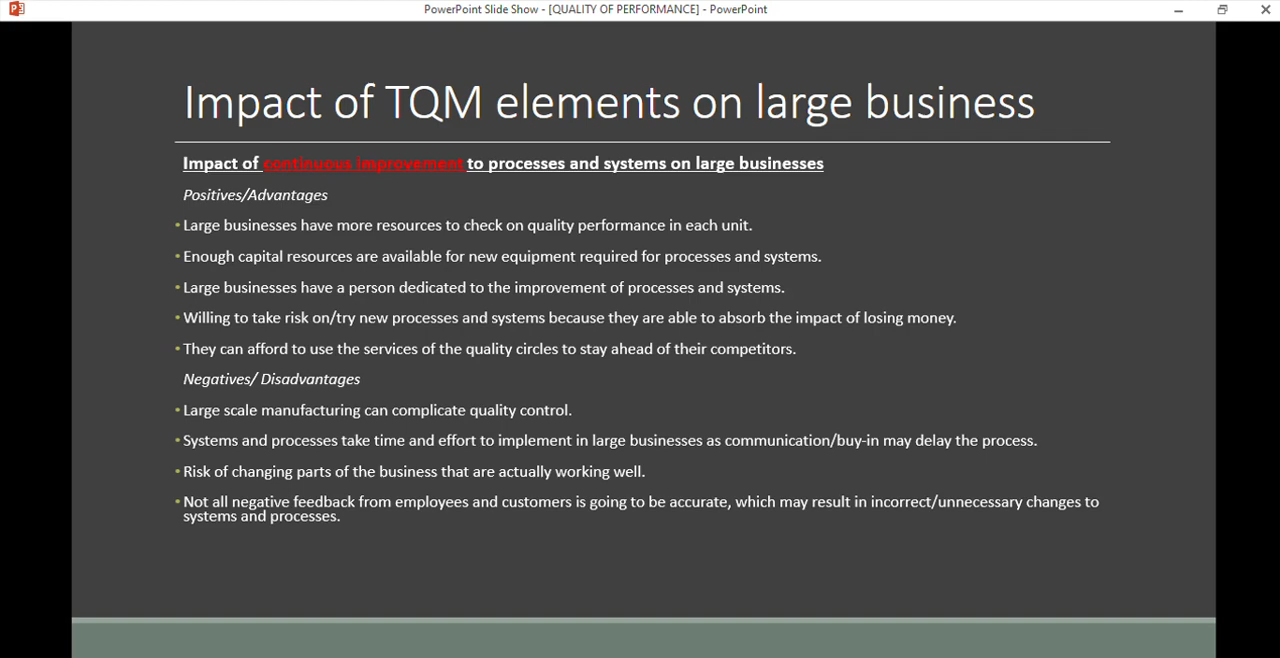 PowerPoint Slide Show - [QUALITY OF PERFORMANCE] - PowerPoint
Impact of TQM elements on large business
Impact of continuous improvement to processes and systems on large businesses
Positives/Advantages
• Large businesses have more resources to check on quality performance in each unit.
• Enough capital resources are available for new equipment required for processes and systems.
• Large businesses have a person dedicated to the improvement of processes and systems.
• Willing to take risk on/try new processes and systems because they are able to absorb the impact of losing money.
• They can afford to use the services of the quality circles to stay ahead of their competitors.
Negatives/ Disadvantages
• Large scale manufacturing can complicate quality control.
• Systems and processes take time and effort to implement in large businesses as communication/buy-in may delay the process.
• Risk of changing parts of the business that are actually working well.
• Not all negative feedback from employees and customers is going to be accurate, which may result in incorrect/unnecessary changes to
systems and processes.